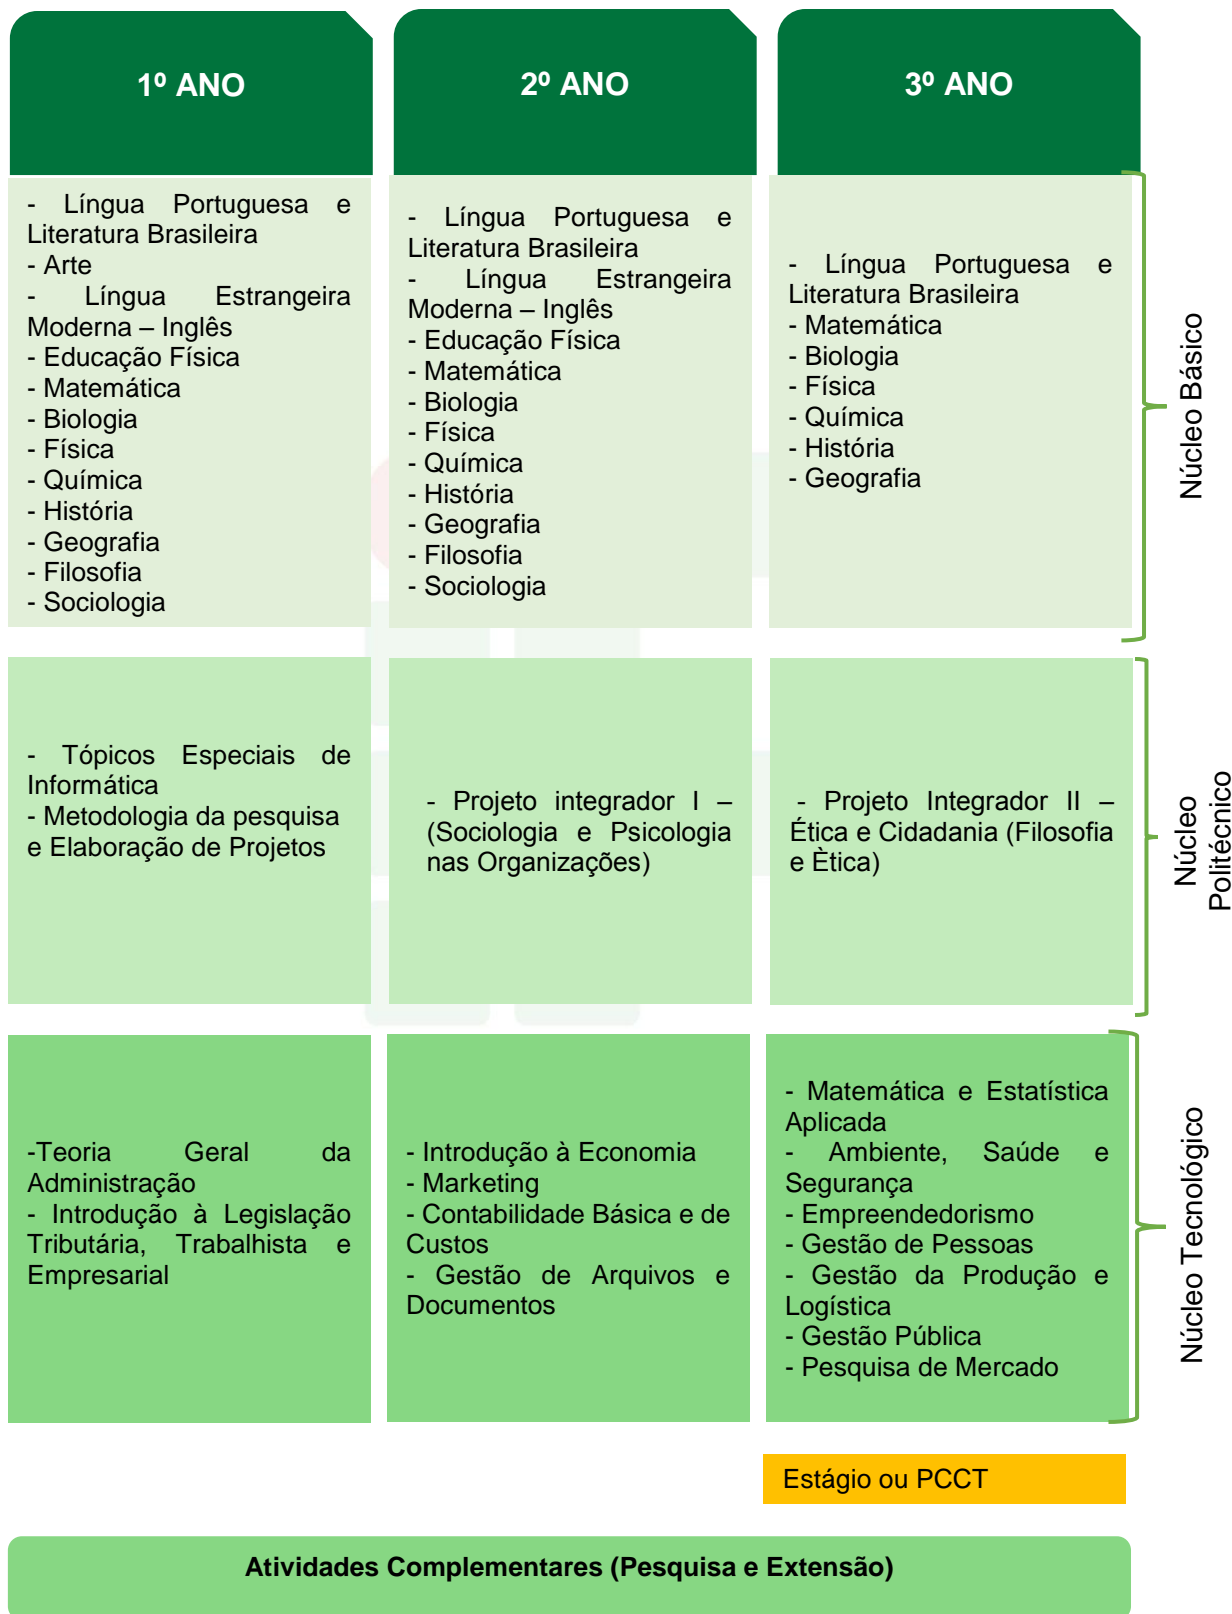 1º ANO
2º ANO
3º ANO
- Língua Portuguesa e
Literatura Brasileira
- Arte
- Língua Estrangeira
Moderna – Inglês
- Educação Física
- Matemática
- Biologia
- Física
- Química
- História
- Geografia
- Filosofia
- Sociologia
- Língua Portuguesa e
Literatura Brasileira
- Língua Estrangeira
Moderna – Inglês
- Educação Física
- Matemática
- Biologia
- Física
- Química
- História
- Geografia
- Filosofia
- Sociologia
- Língua Portuguesa e
Literatura Brasileira
- Matemática
- Biologia
- Física
- Química
- História
- Geografia
Núcleo Básico
- Tópicos Especiais de
Informática
- Metodologia da pesquisa
e Elaboração de Projetos
- Projeto integrador I –
(Sociologia e Psicologia
nas Organizações)
- Projeto Integrador II –
Ética e Cidadania (Filosofia
e Ètica)
Núcleo
Politécnico
-Teoria Geral da
Administração
- Introdução à Legislação
Tributária, Trabalhista e
Empresarial
- Introdução à Economia
- Marketing
- Contabilidade Básica e de
Custos
- Gestão de Arquivos e
Documentos
- Matemática e Estatística
Aplicada
- Ambiente, Saúde e
Segurança
- Empreendedorismo
- Gestão de Pessoas
- Gestão da Produção e
Logística
- Gestão Pública
- Pesquisa de Mercado
Núcleo Tecnológico
Estágio ou PCCT
Atividades Complementares (Pesquisa e Extensão)